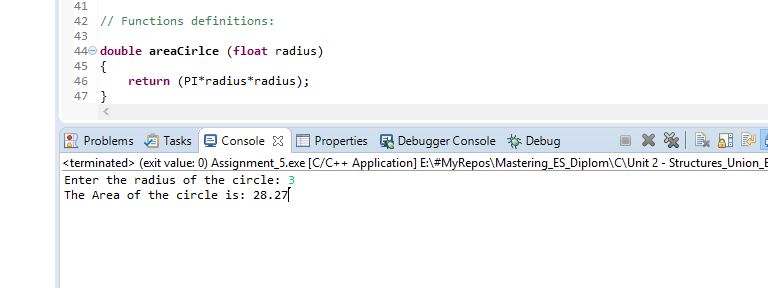 41
42 // Functions definitions:
43
44 double areaCirlce (float radius)
45 {
46 return (PI*radius*radius);
47 }
Problems Tasks Console Properties Debugger Console Debug
<terminated> (exit value: 0) Assignment_5.exe [C/C++ Application] E:\#MyRepos\Mastering_ES_Diplom\C\Unit 2 - Structures_Union_E
Enter the radius of the circle: 3
The Area of the circle is: 28.27